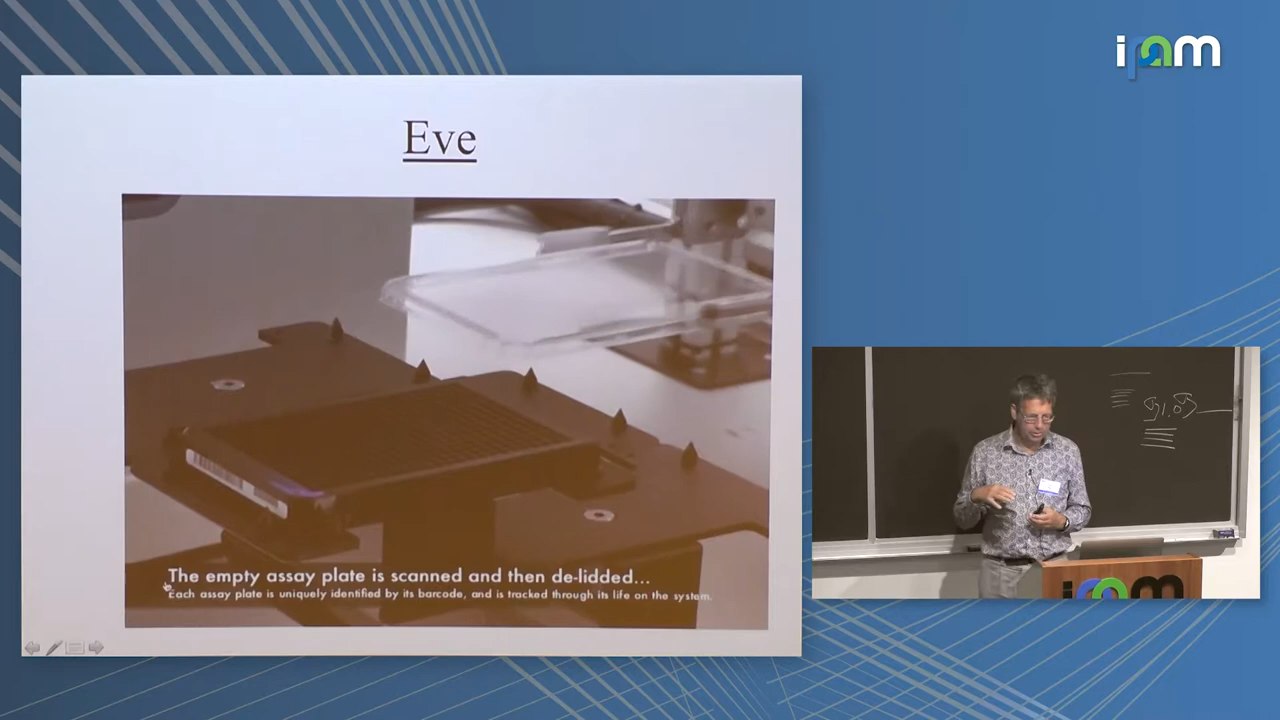 ipam
Eve
The empty assay plate is scanned and then de-lidded...
Each assay plate is uniquely identified by its barcode, and is tracked through its life on the system.
ipam